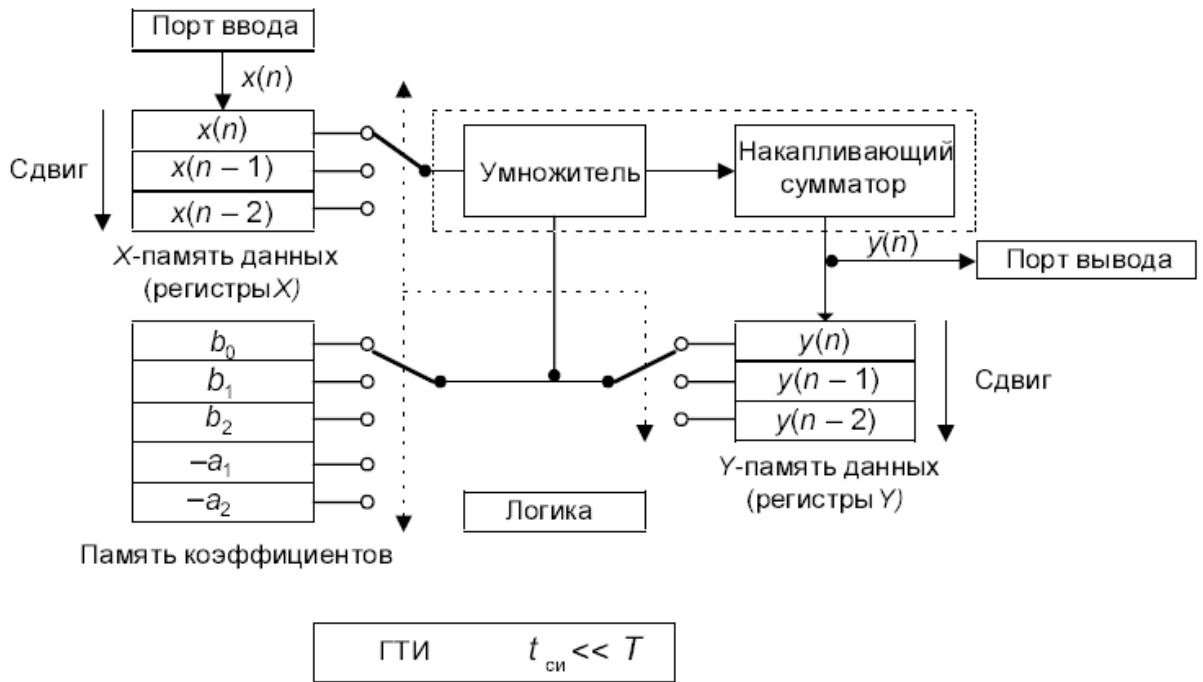 Порт ввода
x(n)
Сдвиг
x(n)
x(n – 1)
x(n – 2)
X-память данных
(регистры X)
Умножитель
Накапливающий
сумматор
y(n)
Порт вывода
b₀
b₁
b₂
–a₁
–a₂
Память коэффициентов
y(n)
y(n – 1)
y(n – 2)
Сдвиг
Y-память данных
(регистры Y)
Логика
ГТИ t си << T